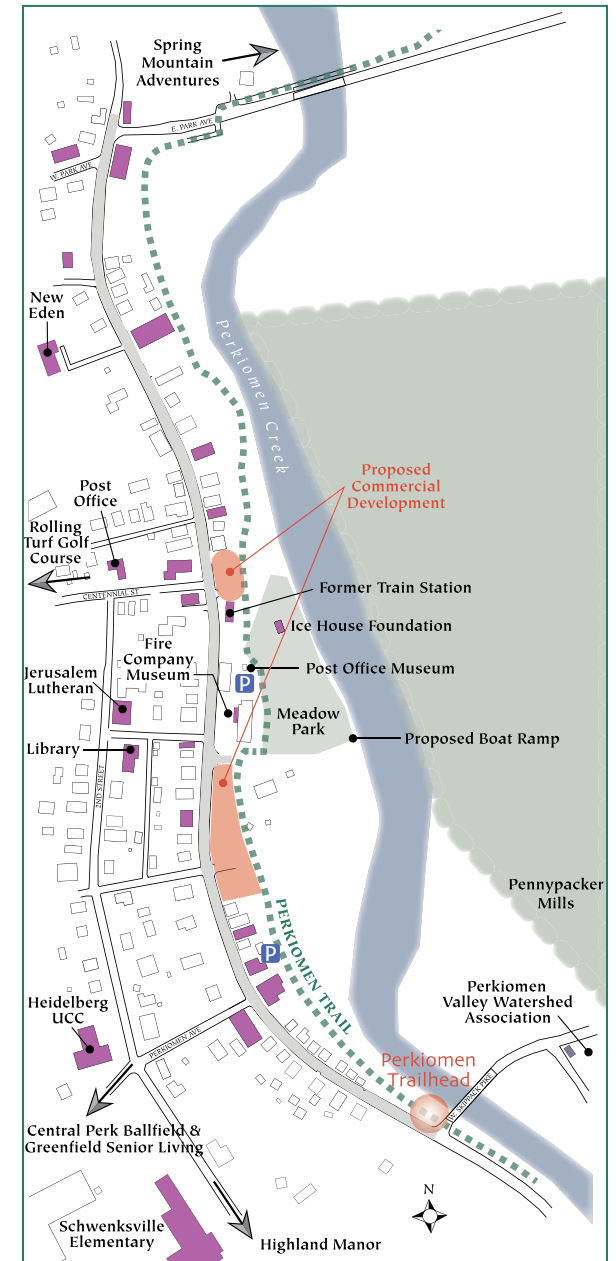 Spring
Mountain
Adventures
E. PARK AVE
W. PARK AVE
New
Eden
Perkiomen Creek
Proposed
Commercial
Development
Post
Office
Rolling
Turf Golf
Course
CENTENNIAL ST
Former Train Station
Ice House Foundation
Fire
Company
Museum
Post Office Museum
P
Jerusalem
Lutheran
Meadow
Park
Proposed Boat Ramp
Library
2ND STREET
Pennypacker
Mills
PERKIOMEN TRAIL
P
Perkiomen
Valley Watershed
Association
Heidelberg
UCC
PERKIOMEN AVE
Perkiomen
Trailhead
W. SKIPPACK PIKE
Central Perk Ballfield &
Greenfield Senior Living
N
Schwenksville
Elementary
Highland Manor